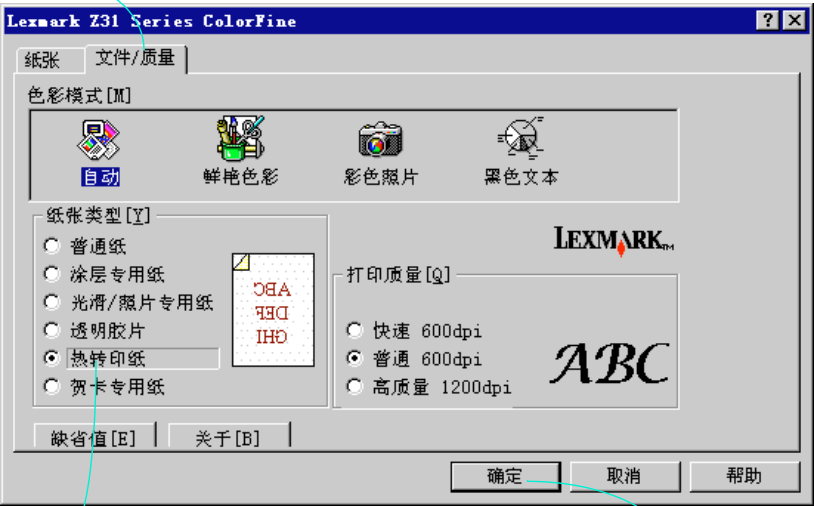 Lexmark Z31 Series ColorFine
纸张 文件/质量
色彩模式[M]
自动 鲜艳色彩 彩色照片 黑色文本
纸张类型[Y]
普通纸
涂层专用纸
光滑/照片专用纸
透明胶片
热转印纸
贺卡专用纸
ABC
DEF
GHI
LEXMARK™
打印质量[Q]
快速 600dpi
普通 600dpi
高质量 1200dpi
ABC
缺省值[E] 关于[B]
确定 取消 帮助